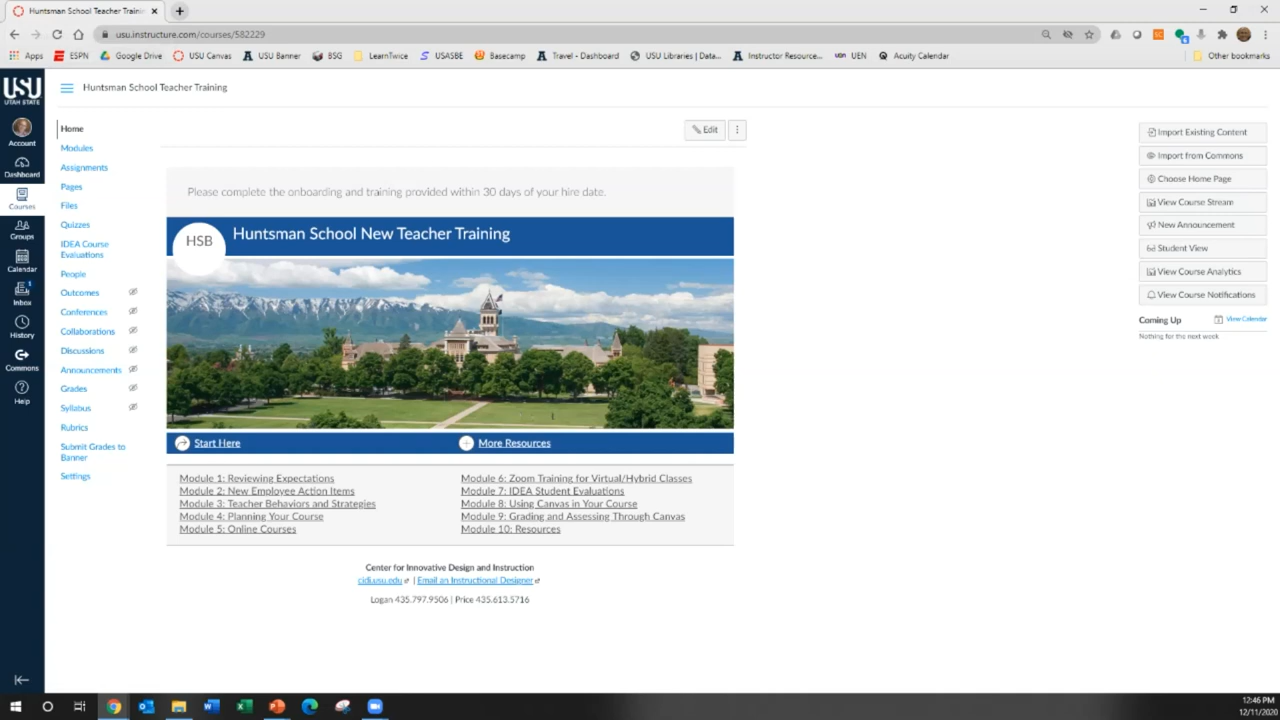 Huntsman School Teacher Trainin
usu.instructure.com/courses/582229
Apps ESPN Google Drive USU Canvas USU Banner BSG LearnTwice USASBE Basecamp Travel - Dashboard USU Libraries | Data... Instructor Resource... UEN Acuity Calendar Other bookmarks
USU
UTAH STATE
Account
Dashboard
Courses
Groups
Calendar
1
Inbox
History
Commons
Help
Huntsman School Teacher Training
Home
Modules
Assignments
Pages
Files
Quizzes
IDEA Course
Evaluations
People
Outcomes
Conferences
Collaborations
Discussions
Announcements
Grades
Syllabus
Rubrics
Submit Grades to
Banner
Settings
Edit
Please complete the onboarding and training provided within 30 days of your hire date.
HSB
Huntsman School New Teacher Training
Start Here
More Resources
Module 1: Reviewing Expectations
Module 2: New Employee Action Items
Module 3: Teacher Behaviors and Strategies
Module 4: Planning Your Course
Module 5: Online Courses
Module 6: Zoom Training for Virtual/Hybrid Classes
Module 7: IDEA Student Evaluations
Module 8: Using Canvas in Your Course
Module 9: Grading and Assessing Through Canvas
Module 10: Resources
Center for Innovative Design and Instruction
cidi.usu.edu | Email an Instructional Designer
Logan 435.797.9506 | Price 435.613.5716
Import Existing Content
Import from Commons
Choose Home Page
View Course Stream
New Announcement
Student View
View Course Analytics
View Course Notifications
Coming Up View Calendar
Nothing for the next week
12:46 PM
12/11/2020